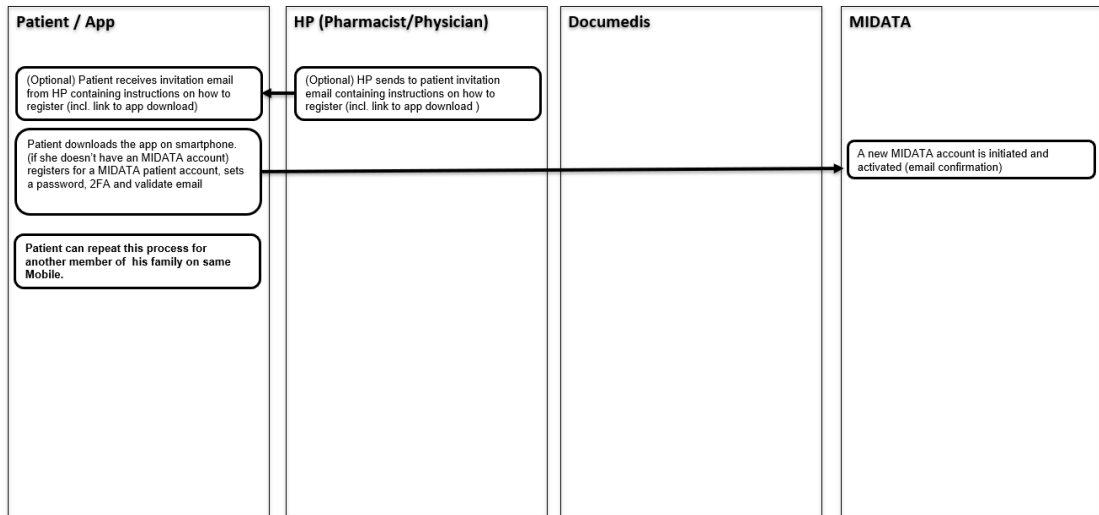 Patient / App
HP (Pharmacist/Physician)
Documedis
MIDATA
(Optional) Patient receives invitation email
from HP containing instructions on how to
register (incl. link to app download)
(Optional) HP sends to patient invitation
email containing instructions on how to
register (incl. link to app download )
Patient downloads the app on smartphone.
(if she doesn't have an MIDATA account)
registers for a MIDATA patient account, sets
a password, 2FA and validate email
A new MIDATA account is initiated and
activated (email confirmation)
Patient can repeat this process for
another member of his family on same
Mobile.